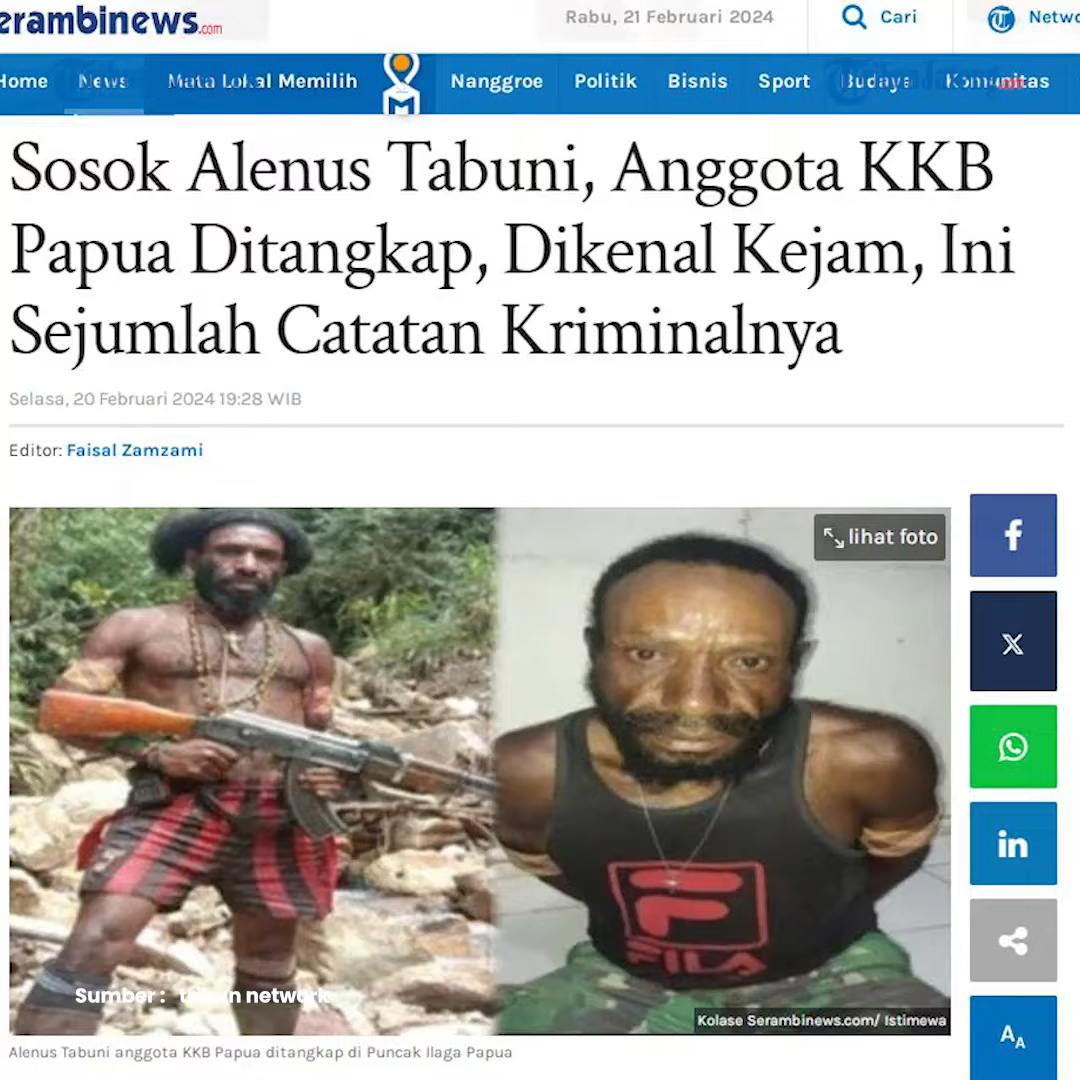 erambinews.com
Rabu, 21 Februari 2024
Cari
Netwo
Home News Mata Lokal Memilih Nanggroe Politik Bisnis Sport Budaya Komunitas
Sosok Alenus Tabuni, Anggota KKB
Papua Ditangkap, Dikenal Kejam, Ini
Sejumlah Catatan Kriminalnya
Selasa, 20 Februari 2024 19:28 WIB
Editor: Faisal Zamzami
lihat foto
FILA
Sumber : network
Kolase Serambinews.com/ Istimewa
Alenus Tabuni anggota KKB Papua ditangkap di Puncak Ilaga Papua